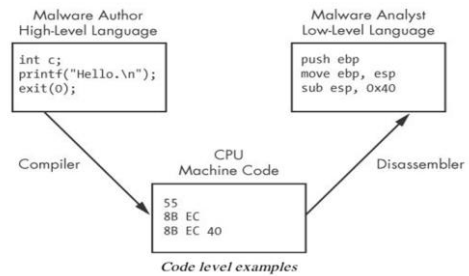 Malware Author
High-Level Language
int c;
printf("Hello.\n");
exit(0);
Malware Analyst
Low-Level Language
push ebp
move ebp, esp
sub esp, 0x40
Compiler
CPU
Machine Code
Disassembler
55
8B EC
8B EC 40
Code level examples